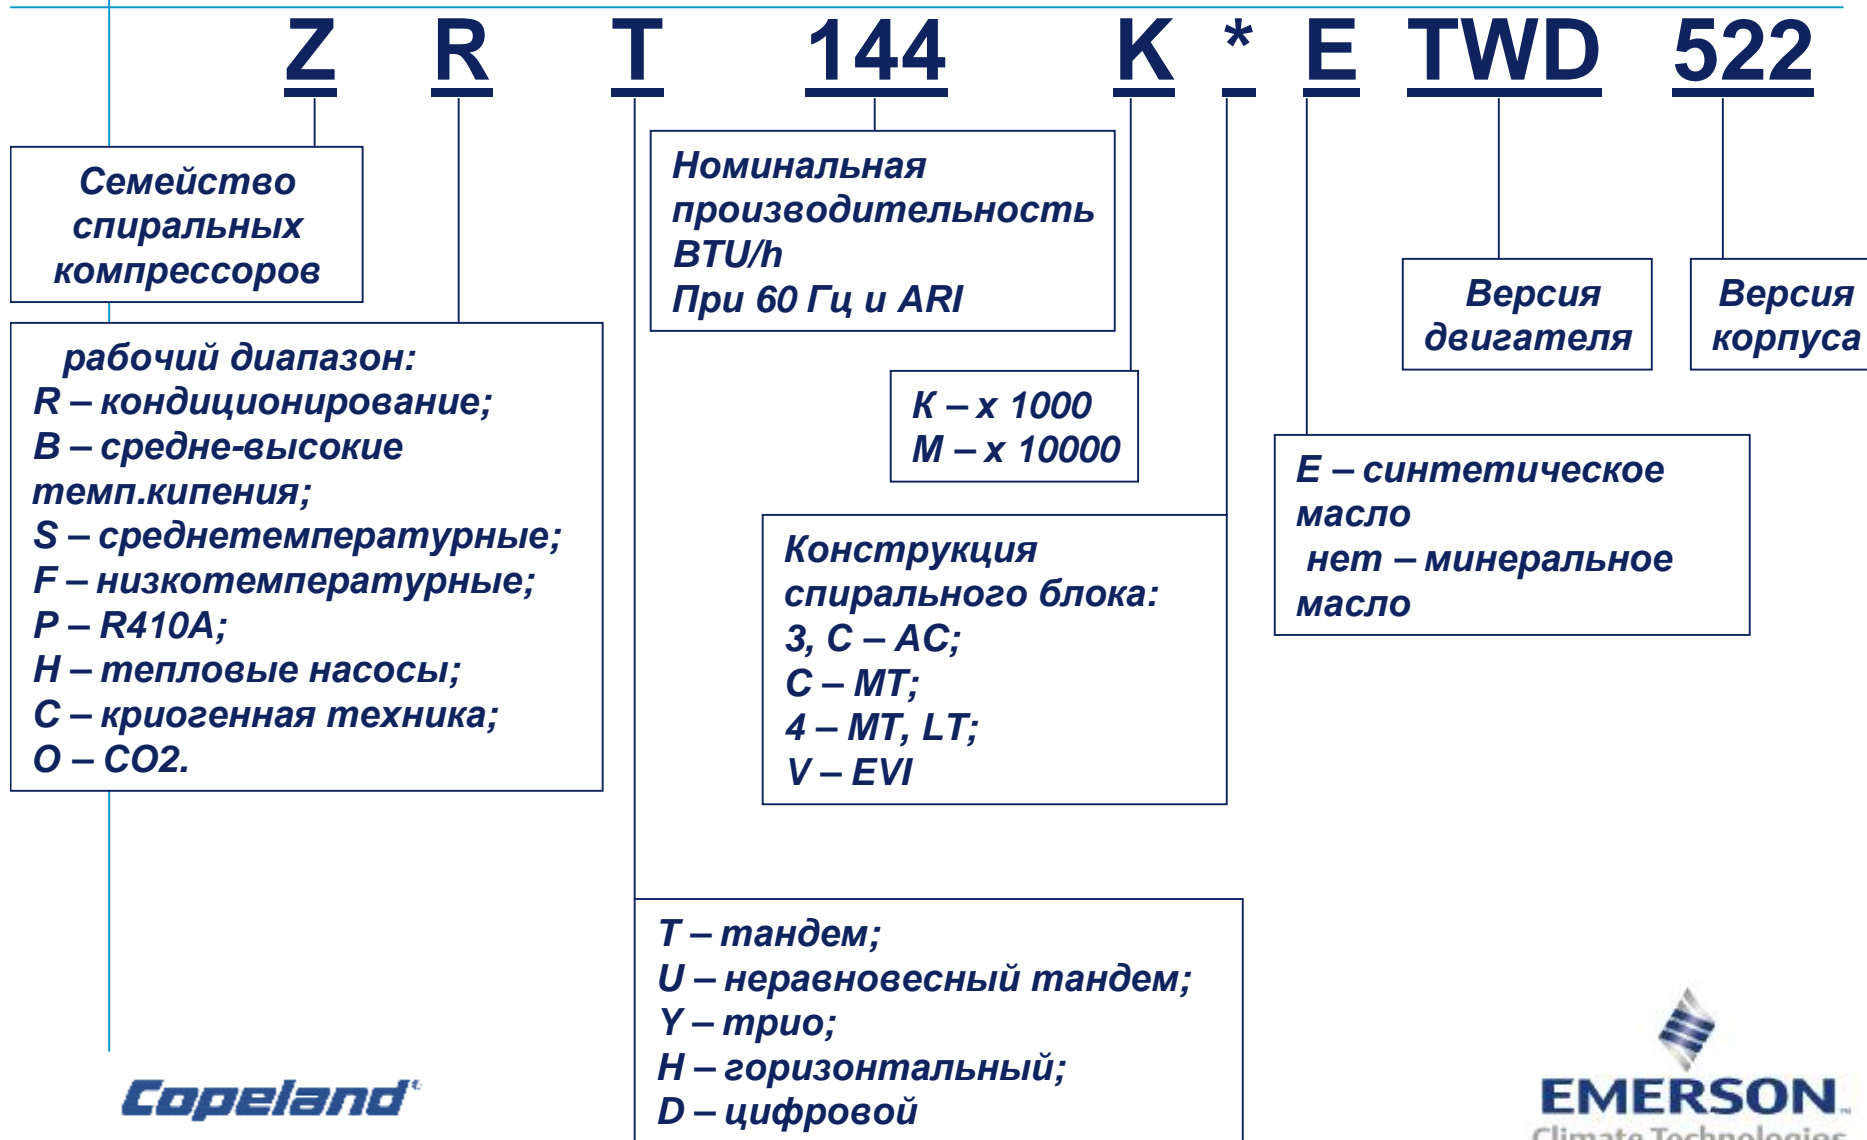 Z R T 144 K * E TWD 522
Семейство
спиральных
компрессоров
Номинальная
производительность
BTU/h
При 60 Гц и ARI
Версия
двигателя
Версия
корпуса
рабочий диапазон:
R – кондиционирование;
B – средне-высокие
темп.кипения;
S – среднетемпературные;
F – низкотемпературные;
P – R410A;
H – тепловые насосы;
C – криогенная техника;
O – CO2.
К – x 1000
М – x 10000
E – синтетическое
масло
нет – минеральное
масло
Конструкция
спирального блока:
3, C – AC;
C – MT;
4 – MT, LT;
V – EVI
T – тандем;
U – неравновесный тандем;
Y – трио;
H – горизонтальный;
D – цифровой
Copeland
EMERSON
Climate Technologies